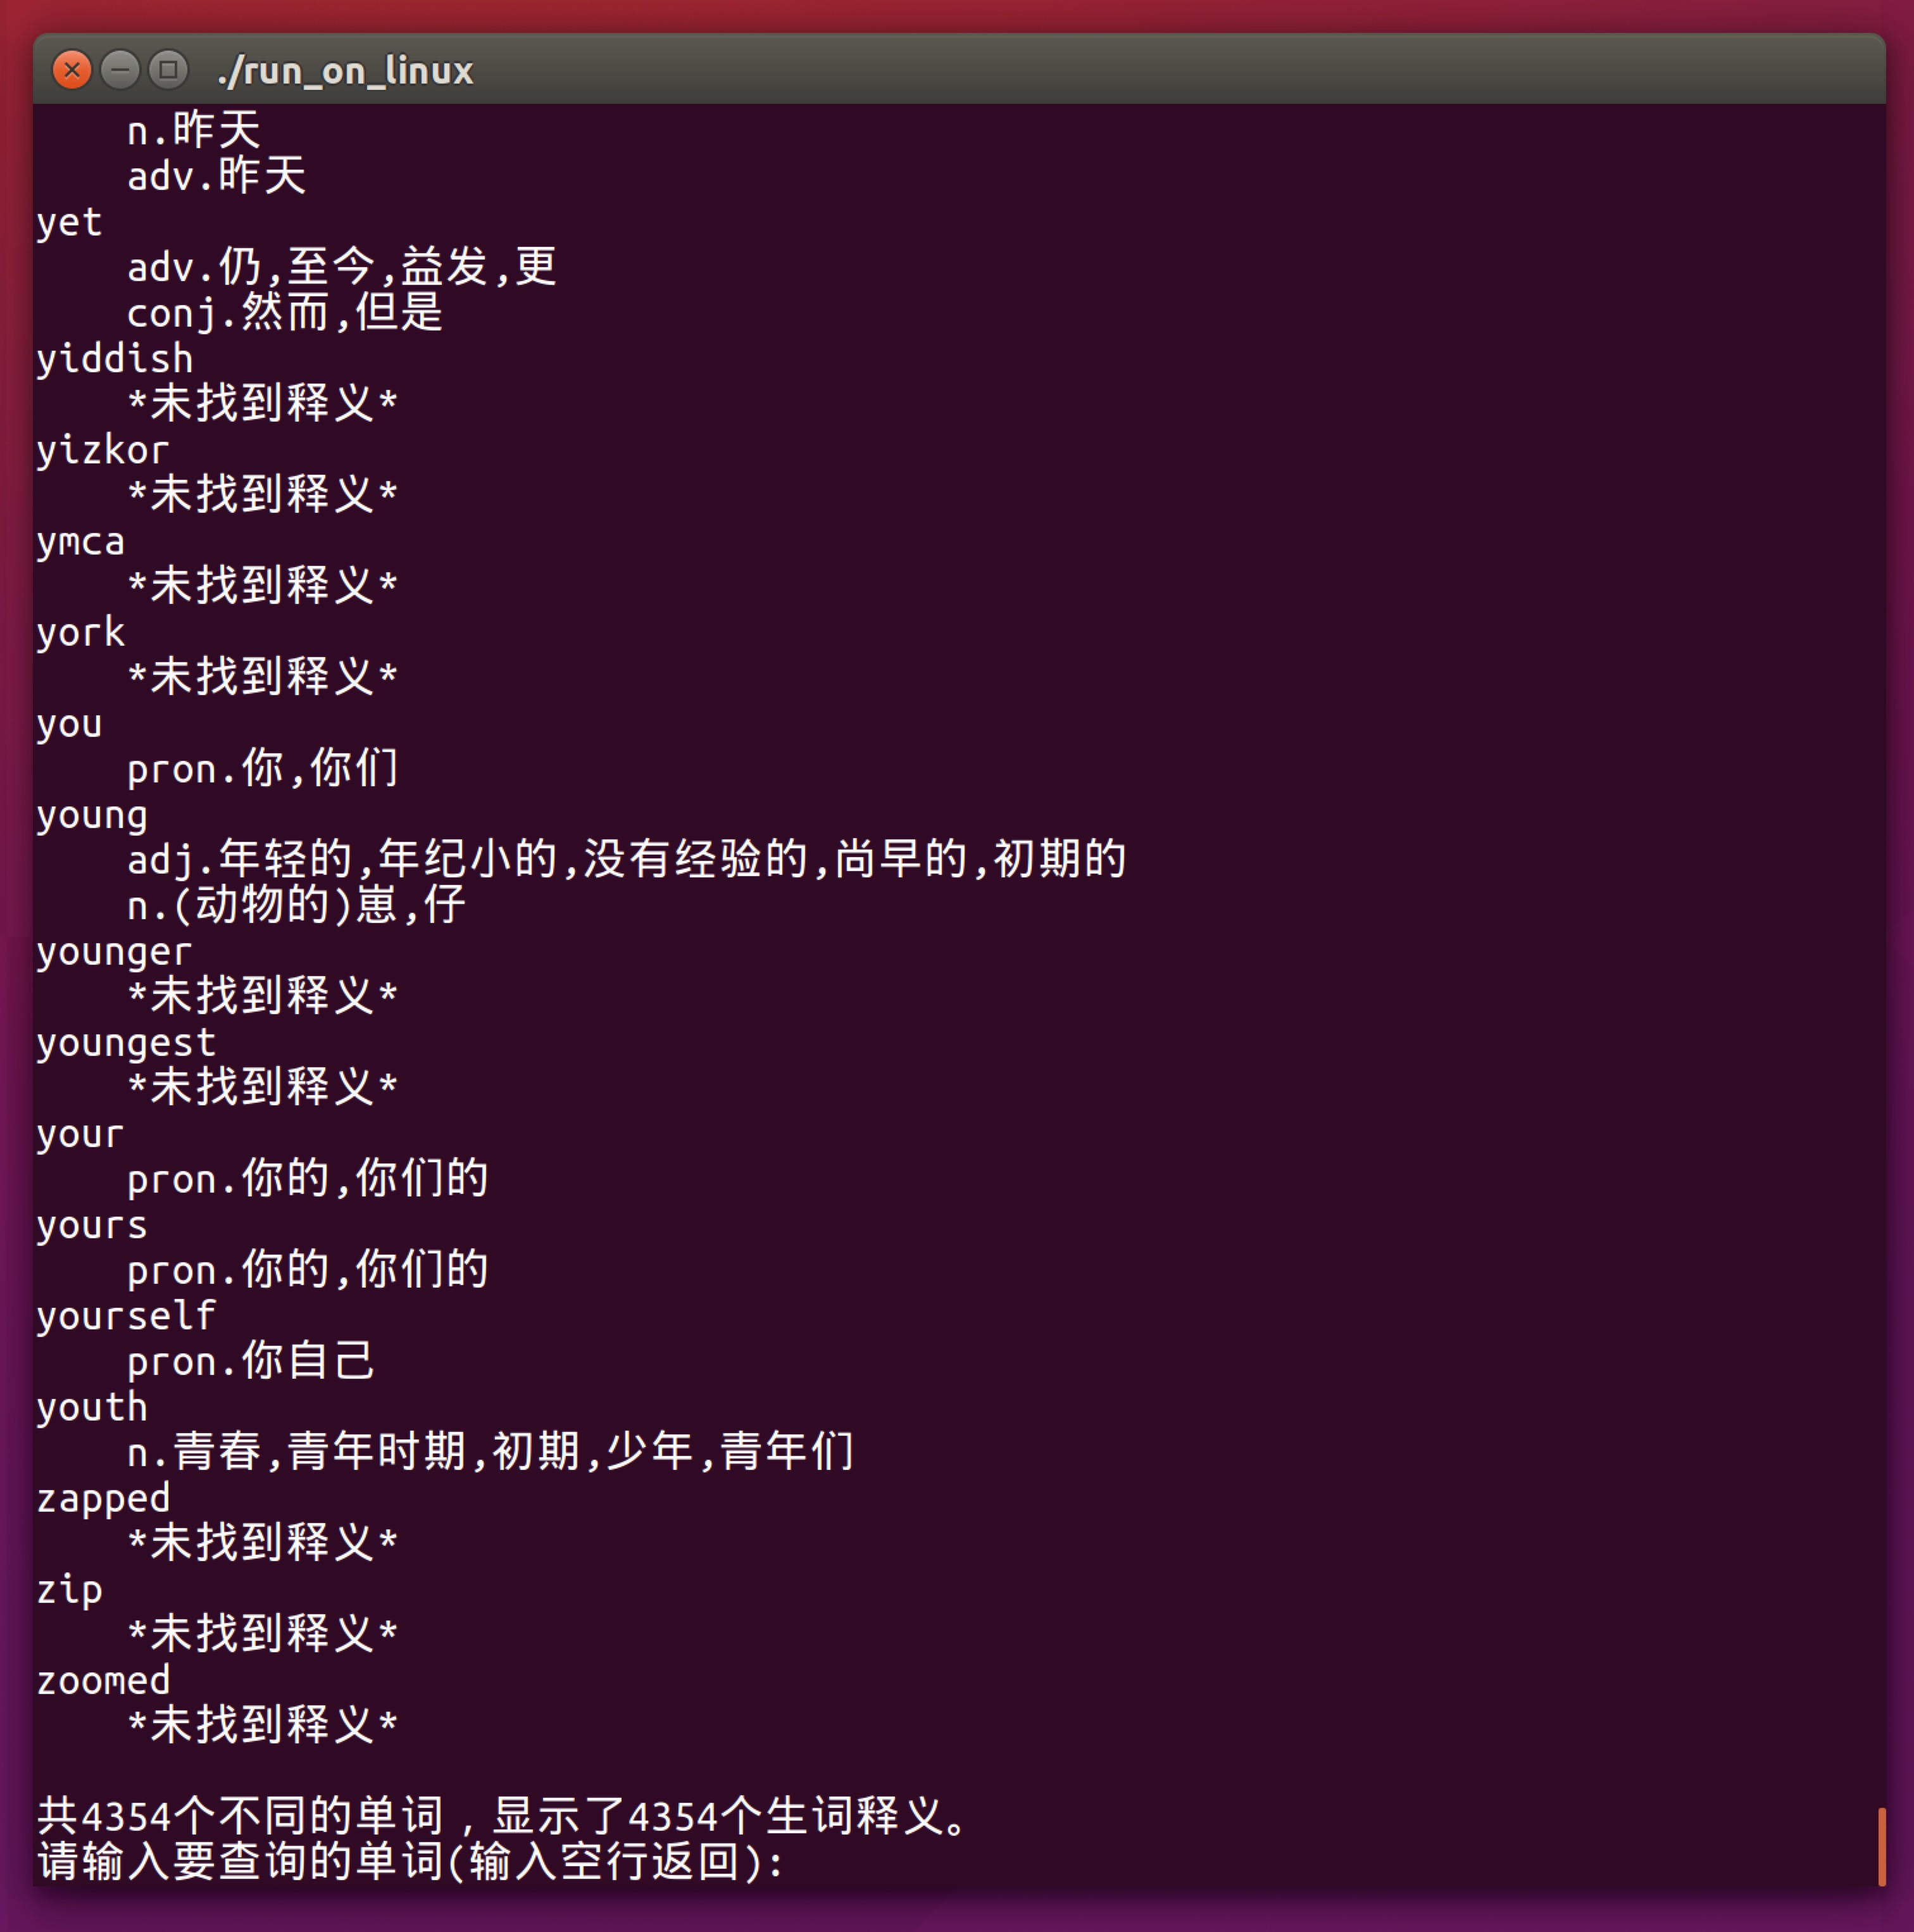 ./run_on_linux
n.昨天
adv.昨天
yet
adv.仍,至今,益发,更
conj.然而,但是
yiddish
*未找到释义*
yizkor
*未找到释义*
ymca
*未找到释义*
york
*未找到释义*
you
pron.你,你们
young
adj.年轻的,年纪小的,没有经验的,尚早的,初期的
n.(动物的)崽,仔
younger
*未找到释义*
youngest
*未找到释义*
your
pron.你的,你们的
yours
pron.你的,你们的
yourself
pron.你自己
youth
n.青春,青年时期,初期,少年,青年们
zapped
*未找到释义*
zip
*未找到释义*
zoomed
*未找到释义*
共4354个不同的单词，显示了4354个生词释义。
请输入要查询的单词(输入空行返回):